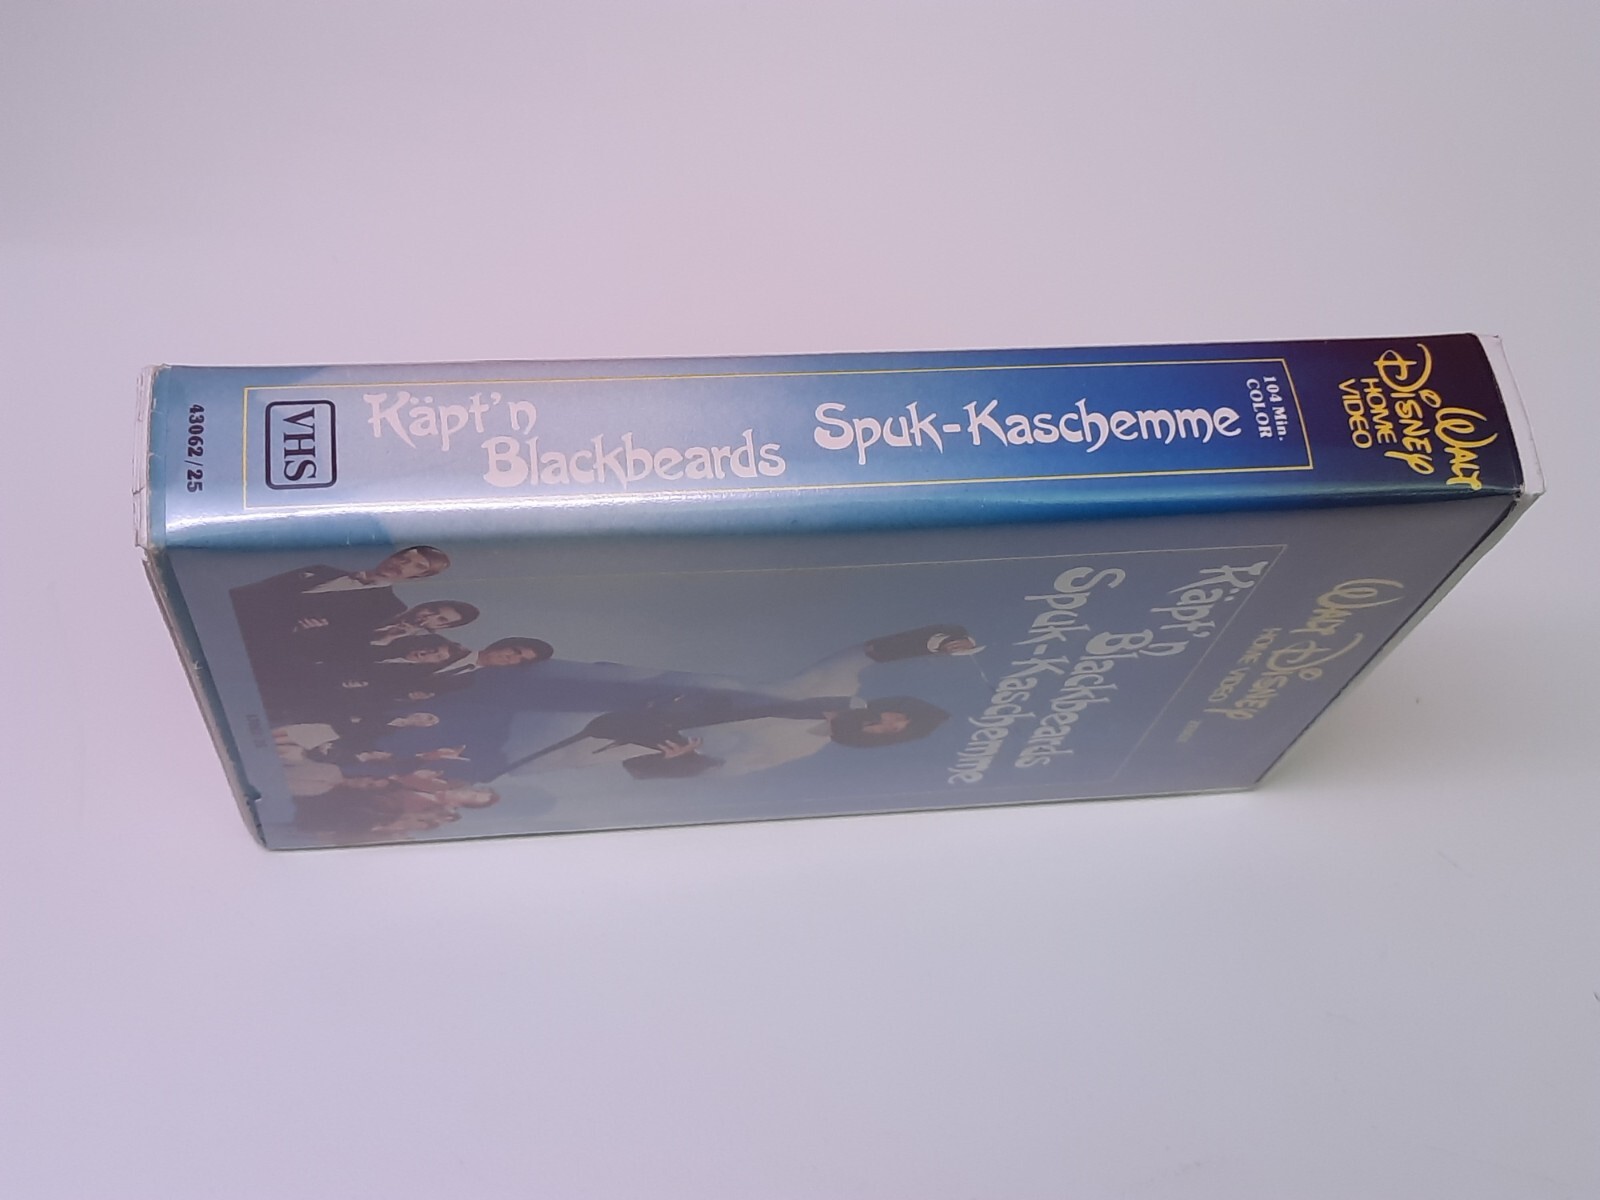 43062/25
VHS
Käpt'n
Blackbeards
Spuk-Kaschemme
104 Min.
COLOR
WALT
DISNEY
HOME
VIDEO
WALT DISNEY
HOME VIDEO
Käpt'n
Blackbeards
Spuk-Kaschemme